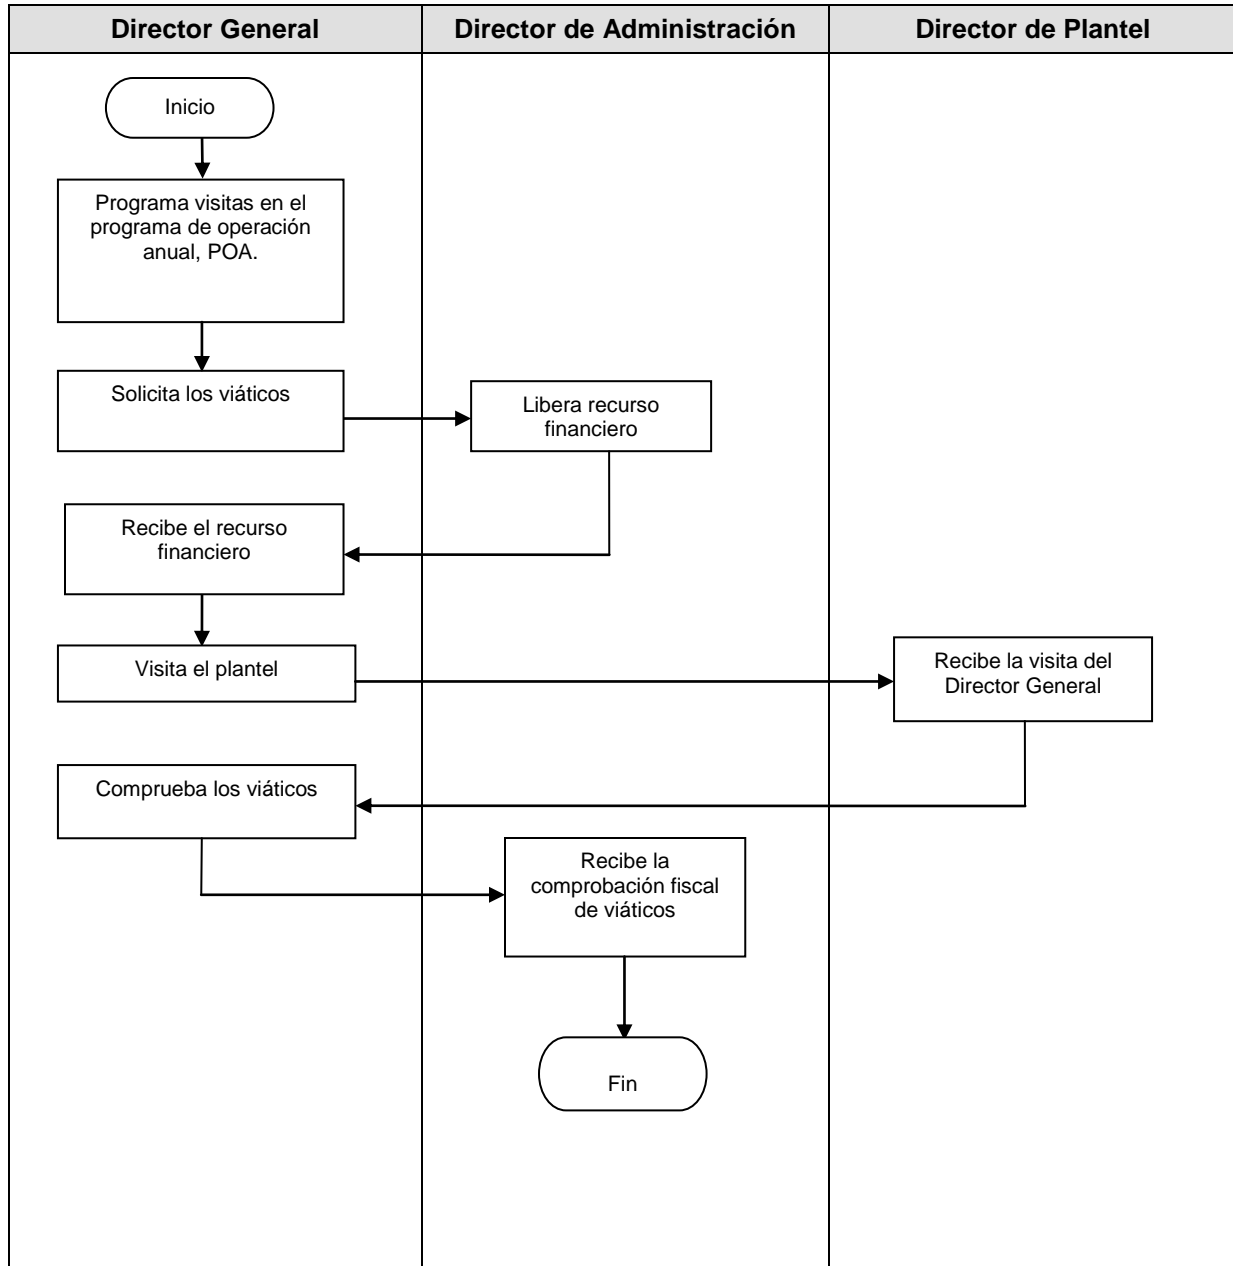 Director General
Director de Administración
Director de Plantel
Inicio
Programa visitas en el
programa de operación
anual, POA.
Solicita los viáticos
Libera recurso
financiero
Recibe el recurso
financiero
Visita el plantel
Recibe la visita del
Director General
Comprueba los viáticos
Recibe la
comprobación fiscal
de viáticos
Fin